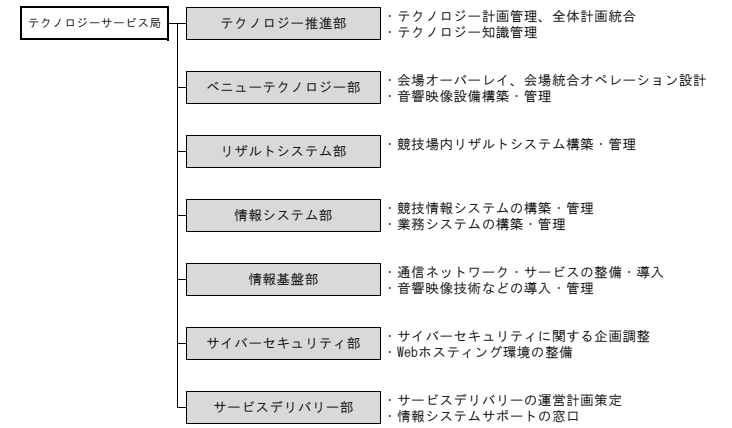 テクノロジーサービス局
テクノロジー推進部
・テクノロジー計画管理、全体計画統合
・テクノロジー知識管理
ベニューテクノロジー部
・会場オーバーレイ、会場統合オペレーション設計
・音響映像設備構築・管理
リザルトシステム部
・競技場内リザルトシステム構築・管理
情報システム部
・競技情報システムの構築・管理
・業務システムの構築・管理
情報基盤部
・通信ネットワーク・サービスの整備・導入
・音響映像技術などの導入・管理
サイバーセキュリティ部
・サイバーセキュリティに関する企画調整
・Webホスティング環境の整備
サービスデリバリー部
・サービスデリバリーの運営計画策定
・情報システムサポートの窓口